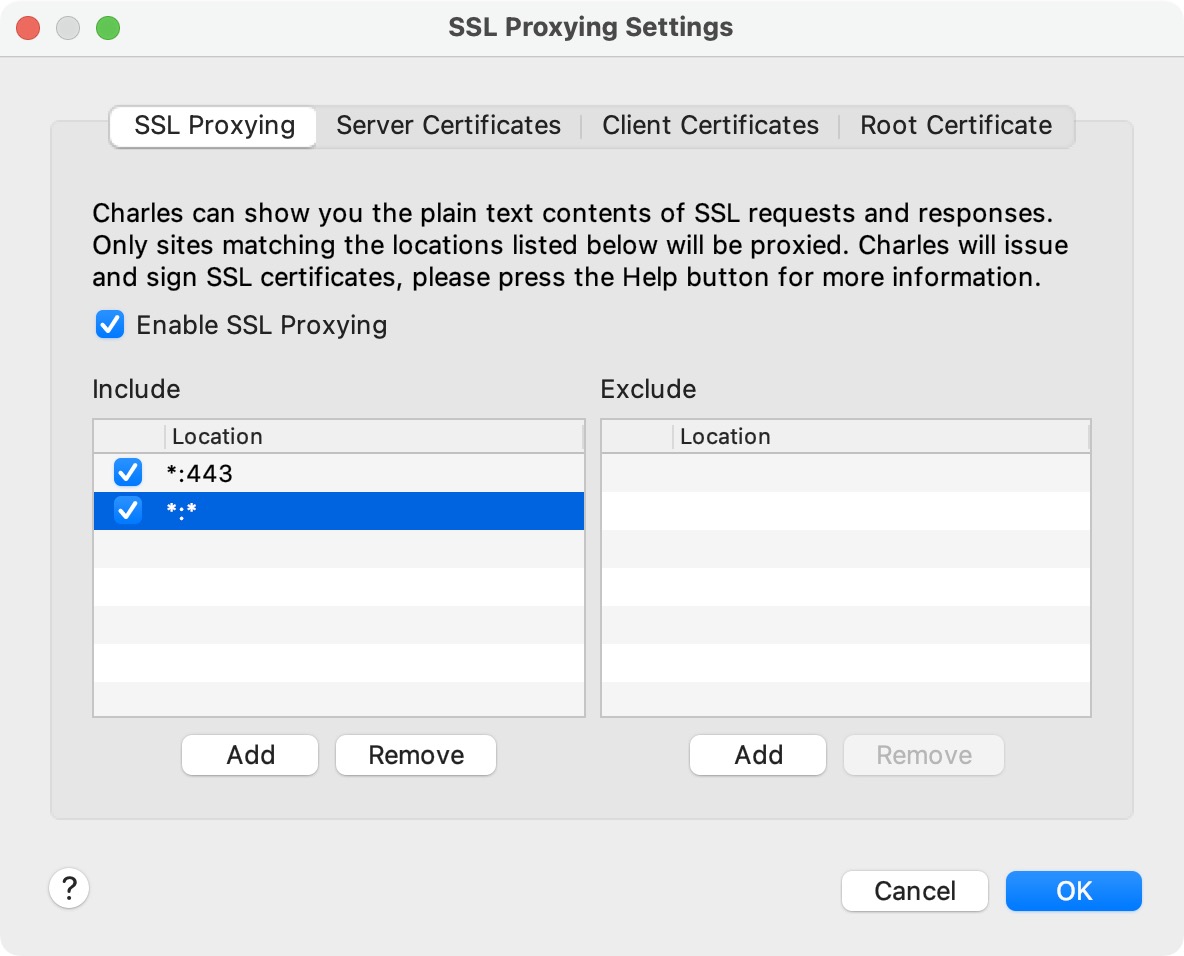 SSL Proxying Settings
SSL Proxying Server Certificates Client Certificates Root Certificate
Charles can show you the plain text contents of SSL requests and responses.
Only sites matching the locations listed below will be proxied. Charles will issue
and sign SSL certificates, please press the Help button for more information.
Enable SSL Proxying
Include Exclude
Location Location
*:443
*:*
Add Remove Add Remove
? Cancel OK